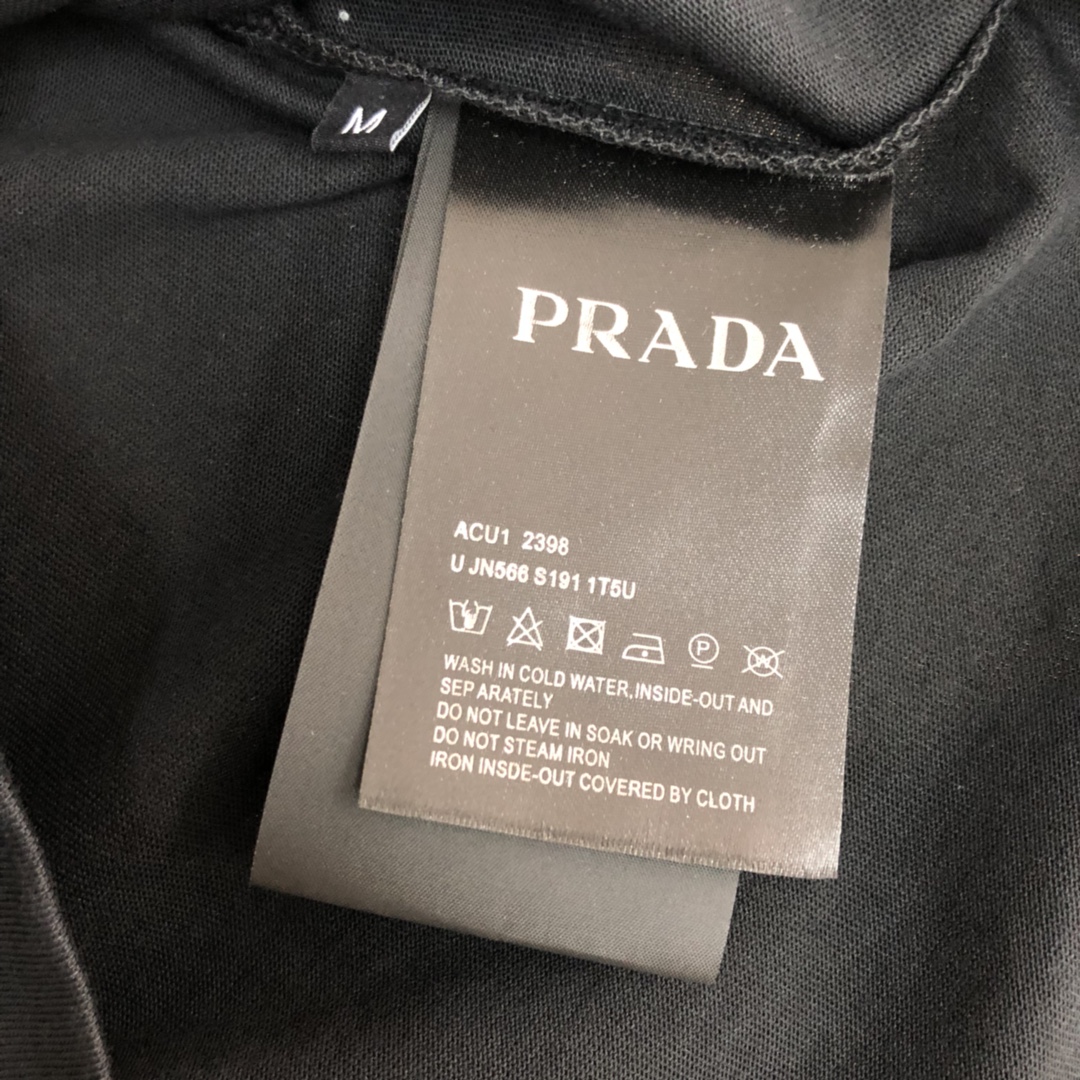 M
PRADA
ACU1 2398
U JN566 S191 1T5U
P W
WASH IN COLD WATER,INSIDE-OUT AND
SEP ARATELY
DO NOT LEAVE IN SOAK OR WRING OUT
DO NOT STEAM IRON
IRON INSDE-OUT COVERED BY CLOTH